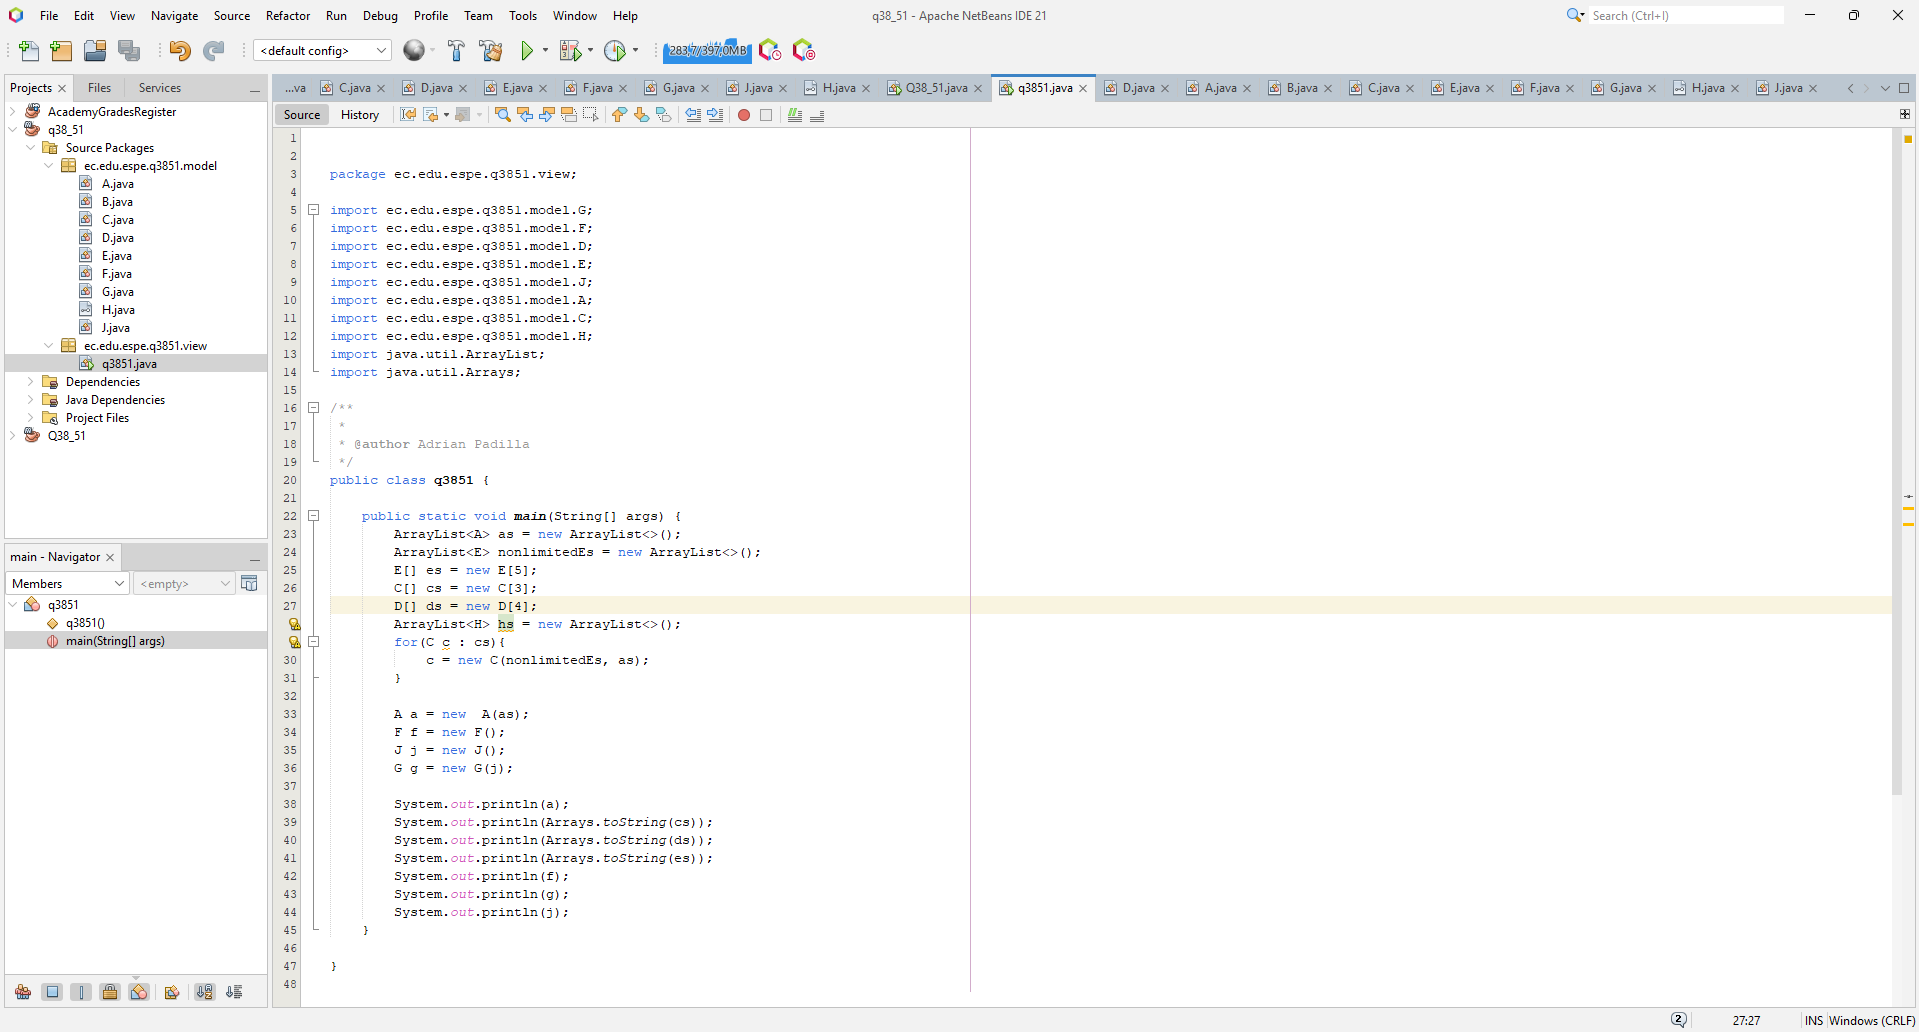 File Edit View Navigate Source Refactor Run Debug Profile Team Tools Window Help
q38_51 - Apache NetBeans IDE 21
Search (Ctrl+I)
<default config>
283,7/397,0MB
Projects Files Services
...va C.java D.java E.java F.java G.java J.java H.java Q38_51.java q3851.java D.java A.java B.java C.java E.java F.java G.java H.java J.java
Source History
AcademyGradesRegister
q38_51
Source Packages
ec.edu.espe.q3851.model
A.java
B.java
C.java
D.java
E.java
F.java
G.java
H.java
J.java
ec.edu.espe.q3851.view
q3851.java
Dependencies
Java Dependencies
Project Files
Q38_51
main - Navigator
Members
<empty>
q3851
q3851()
main(String[] args)
1
2
3 package ec.edu.espe.q3851.view;
4
5 import ec.edu.espe.q3851.model.G;
6 import ec.edu.espe.q3851.model.F;
7 import ec.edu.espe.q3851.model.D;
8 import ec.edu.espe.q3851.model.E;
9 import ec.edu.espe.q3851.model.J;
10 import ec.edu.espe.q3851.model.A;
11 import ec.edu.espe.q3851.model.C;
12 import ec.edu.espe.q3851.model.H;
13 import java.util.ArrayList;
14 import java.util.Arrays;
15
16 /**
17 *
18 * @author Adrian Padilla
19 */
20 public class q3851 {
21
22 public static void main(String[] args) {
23 ArrayList<A> as = new ArrayList<>();
24 ArrayList<E> nonlimitedEs = new ArrayList<>();
25 E[] es = new E[5];
26 C[] cs = new C[3];
27 D[] ds = new D[4];
ArrayList<H> hs = new ArrayList<>();
for(C c : cs){
30 c = new C(nonlimitedEs, as);
31 }
32
33 A a = new  A(as);
34 F f = new F();
35 J j = new J();
36 G g = new G(j);
37
38 System.out.println(a);
39 System.out.println(Arrays.toString(cs));
40 System.out.println(Arrays.toString(ds));
41 System.out.println(Arrays.toString(es));
42 System.out.println(f);
43 System.out.println(g);
44 System.out.println(j);
45 }
46
47 }
48
2
27:27
INS Windows (CRLF)